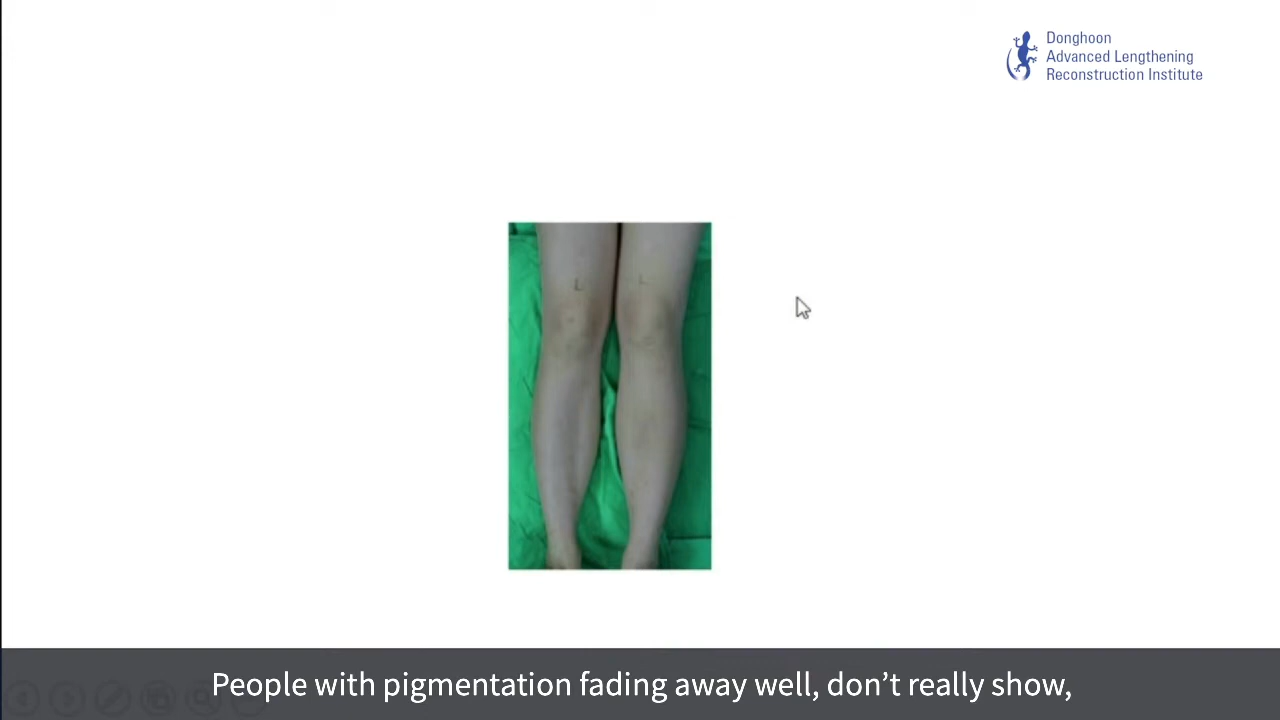 Donghoon
Advanced Lengthening
Reconstruction Institute
L
L
People with pigmentation fading away well, don’t really show,